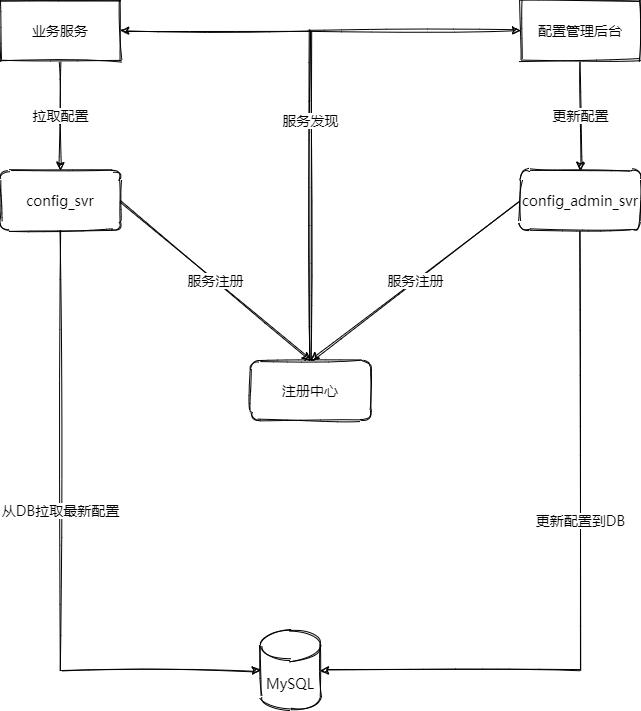 业务服务
配置管理后台
拉取配置
服务发现
更新配置
config_svr
config_admin_svr
服务注册
服务注册
注册中心
从DB拉取最新配置
更新配置到DB
MySQL